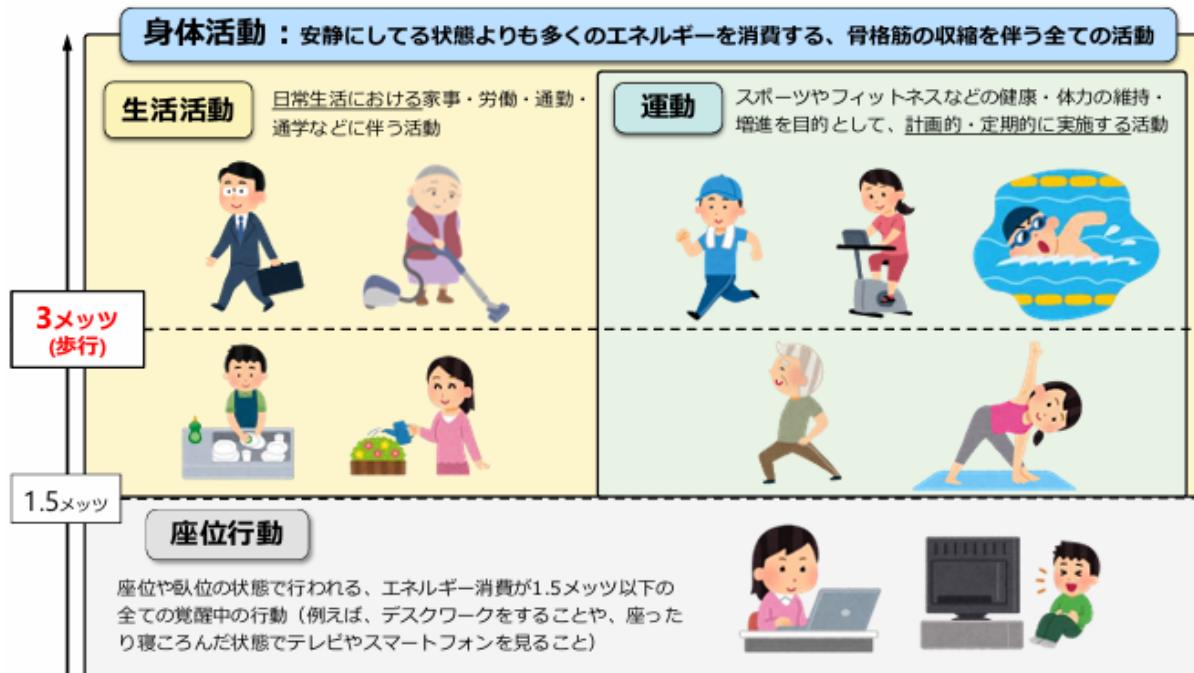 身体活動：安静にしてる状態よりも多くのエネルギーを消費する、骨格筋の収縮を伴う全ての活動
生活活動
日常生活における家事・労働・通勤・
通学などに伴う活動
運動
スポーツやフィットネスなどの健康・体力の維持・
増進を目的として、計画的・定期的に実施する活動
3メッツ
(歩行)
1.5メッツ
座位行動
座位や臥位の状態で行われる、エネルギー消費が1.5メッツ以下の
全ての覚醒中の行動（例えば、デスクワークをすることや、座った
り寝ころんだ状態でテレビやスマートフォンを見ること）